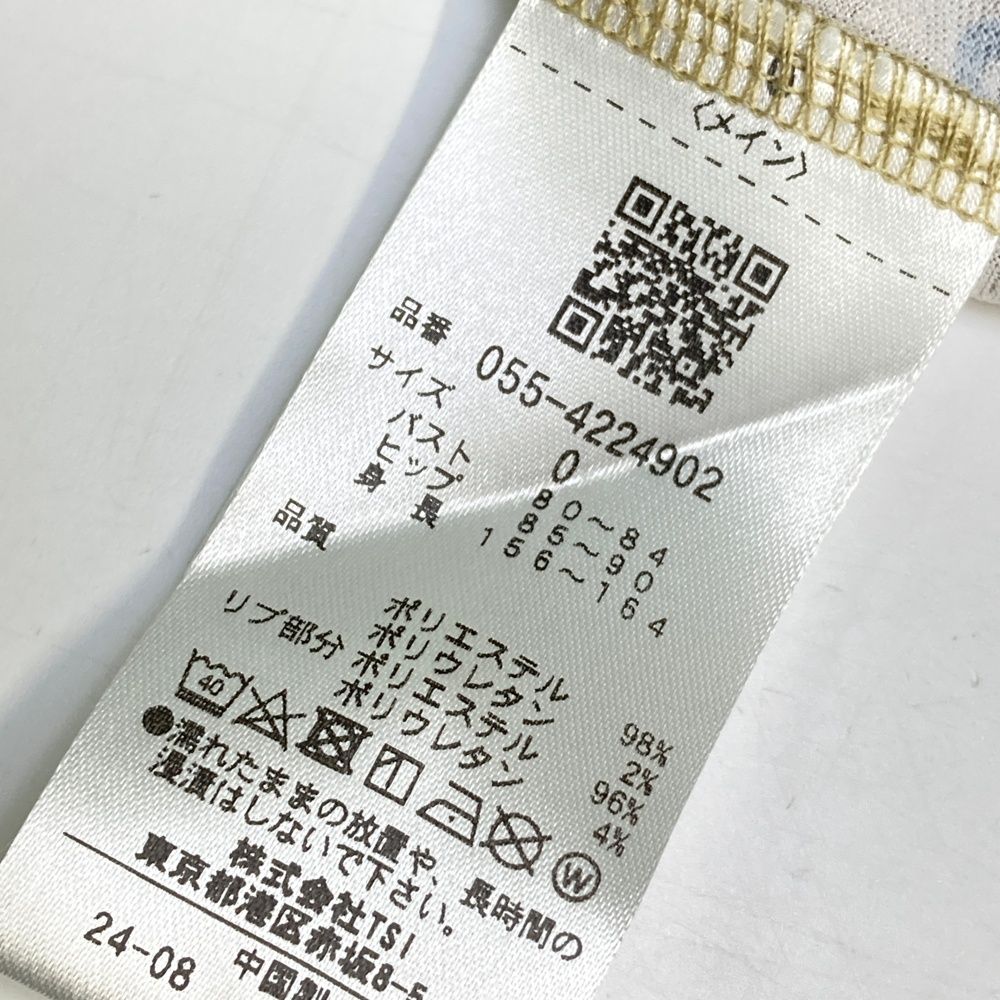 〈メイン〉
品番 055-4224902
サイズ 0
バスト 80～84
ヒップ 85～90
身長 156～164
品質
ポリエステル 98%
ポリウレタン 2%
リブ部分 ポリエステル 96%
ポリウレタン 4%
40
W
●濡れたままの放置や、長時間の
浸漬はしないで下さい。
株式会社TSI
東京都港区赤坂8-5
24-08 中国製